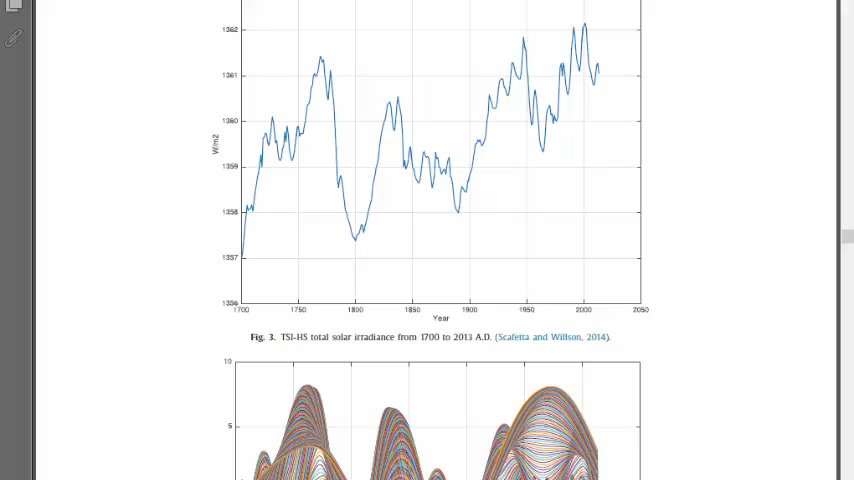 1362
1361
1360
1359
1358
1357
1356
W/m2
1700 1750 1800 1850 1900 1950 2000 2050
Year
Fig. 3. TSI-HS total solar irradiance from 1700 to 2013 A.D. (Scafetta and Willson, 2014).
10
5